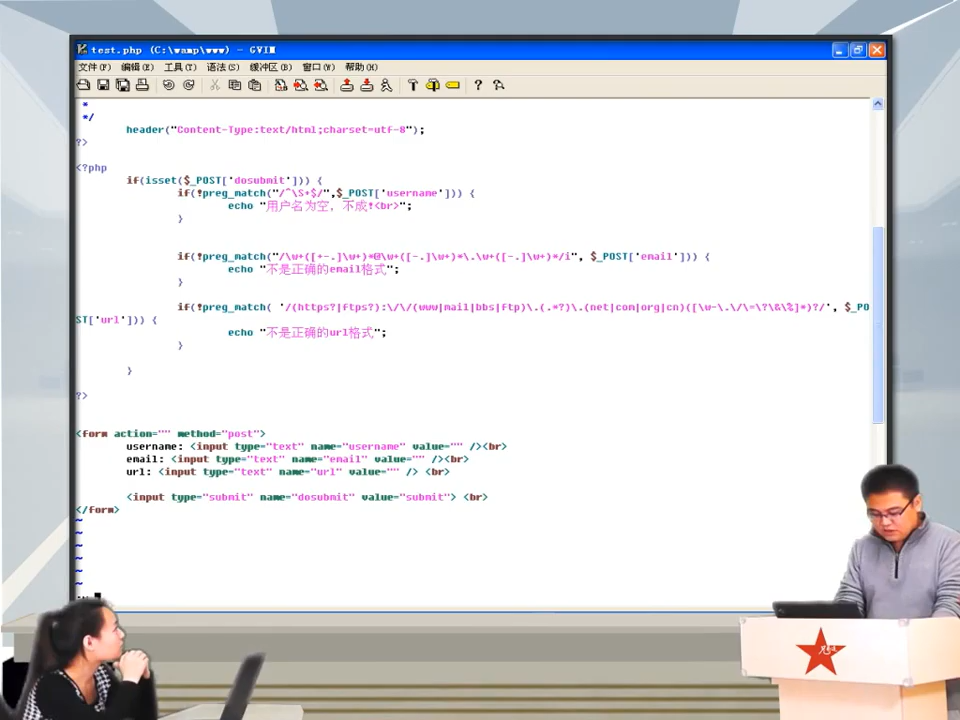 test.php (C:\wamp\www) - GVIM
文件(F) 编辑(E) 工具(T) 语法(S) 缓冲区(B) 窗口(W) 帮助(H)
*
*/
header("Content-Type:text/html;charset=utf-8");
?>
<?php
if(isset($_POST['dosubmit'])) {
if(!preg_match("/^\S+$/",$_POST['username'])) {
echo "用户名为空，不成!<br>";
}
if(!preg_match("/\w+([+-.]\w+)*@\w+([-.]\w+)*\.\w+([-.]\w+)*/i", $_POST['email'])) {
echo "不是正确的email格式";
}
if(!preg_match( '/(https?|ftps?):\/\/(www|mail|bbs|ftp)\.(.*?)\.(net|com|org|cn)([\w-\.\/\=\?\&\%]*)?/', $_PO
ST['url'])) {
echo "不是正确的url格式";
}
}
?>
<form action="" method="post">
username: <input type="text" name="username" value="" /><br>
email: <input type="text" name="email" value="" /><br>
url: <input type="text" name="url" value="" /> <br>
<input type="submit" name="dosubmit" value="submit"> <br>
</form>
~
~
~
~
~
~